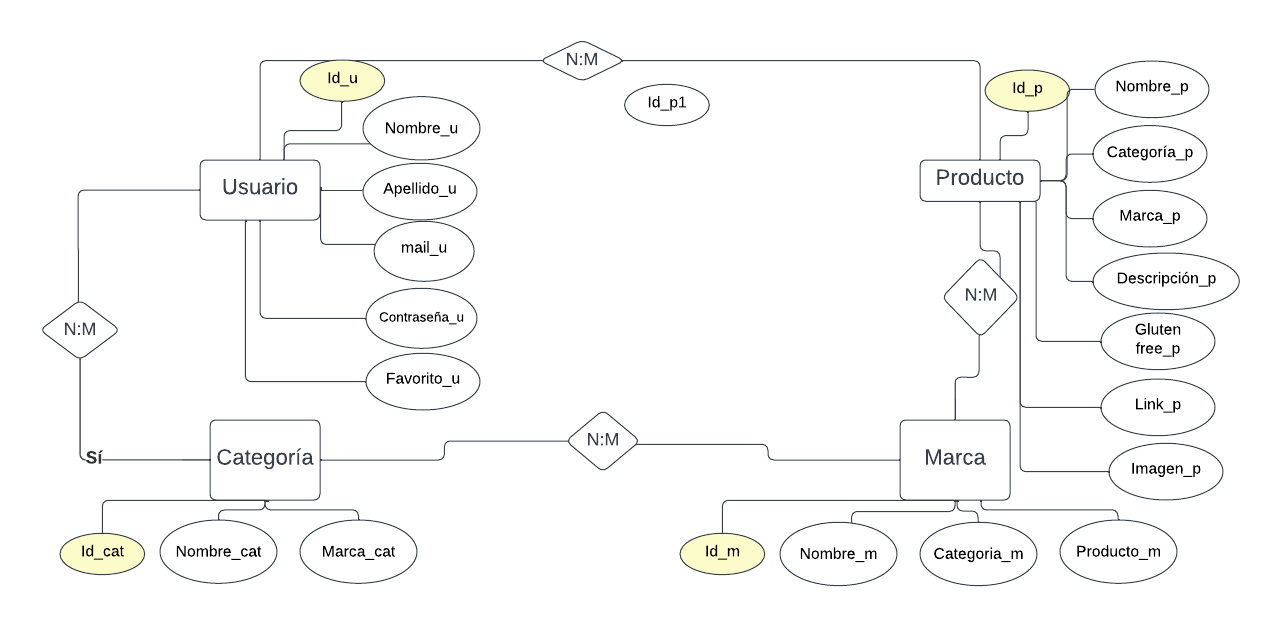 N:M
Id_u
Id_p1
Id_p
Nombre_p
Nombre_u
Categoría_p
Usuario
Apellido_u
Producto
Marca_p
mail_u
Descripción_p
N:M
Contraseña_u
N:M
Gluten
free_p
Favorito_u
Link_p
Sí
Categoría
N:M
Marca
Imagen_p
Id_cat
Nombre_cat
Marca_cat
Id_m
Nombre_m
Categoria_m
Producto_m